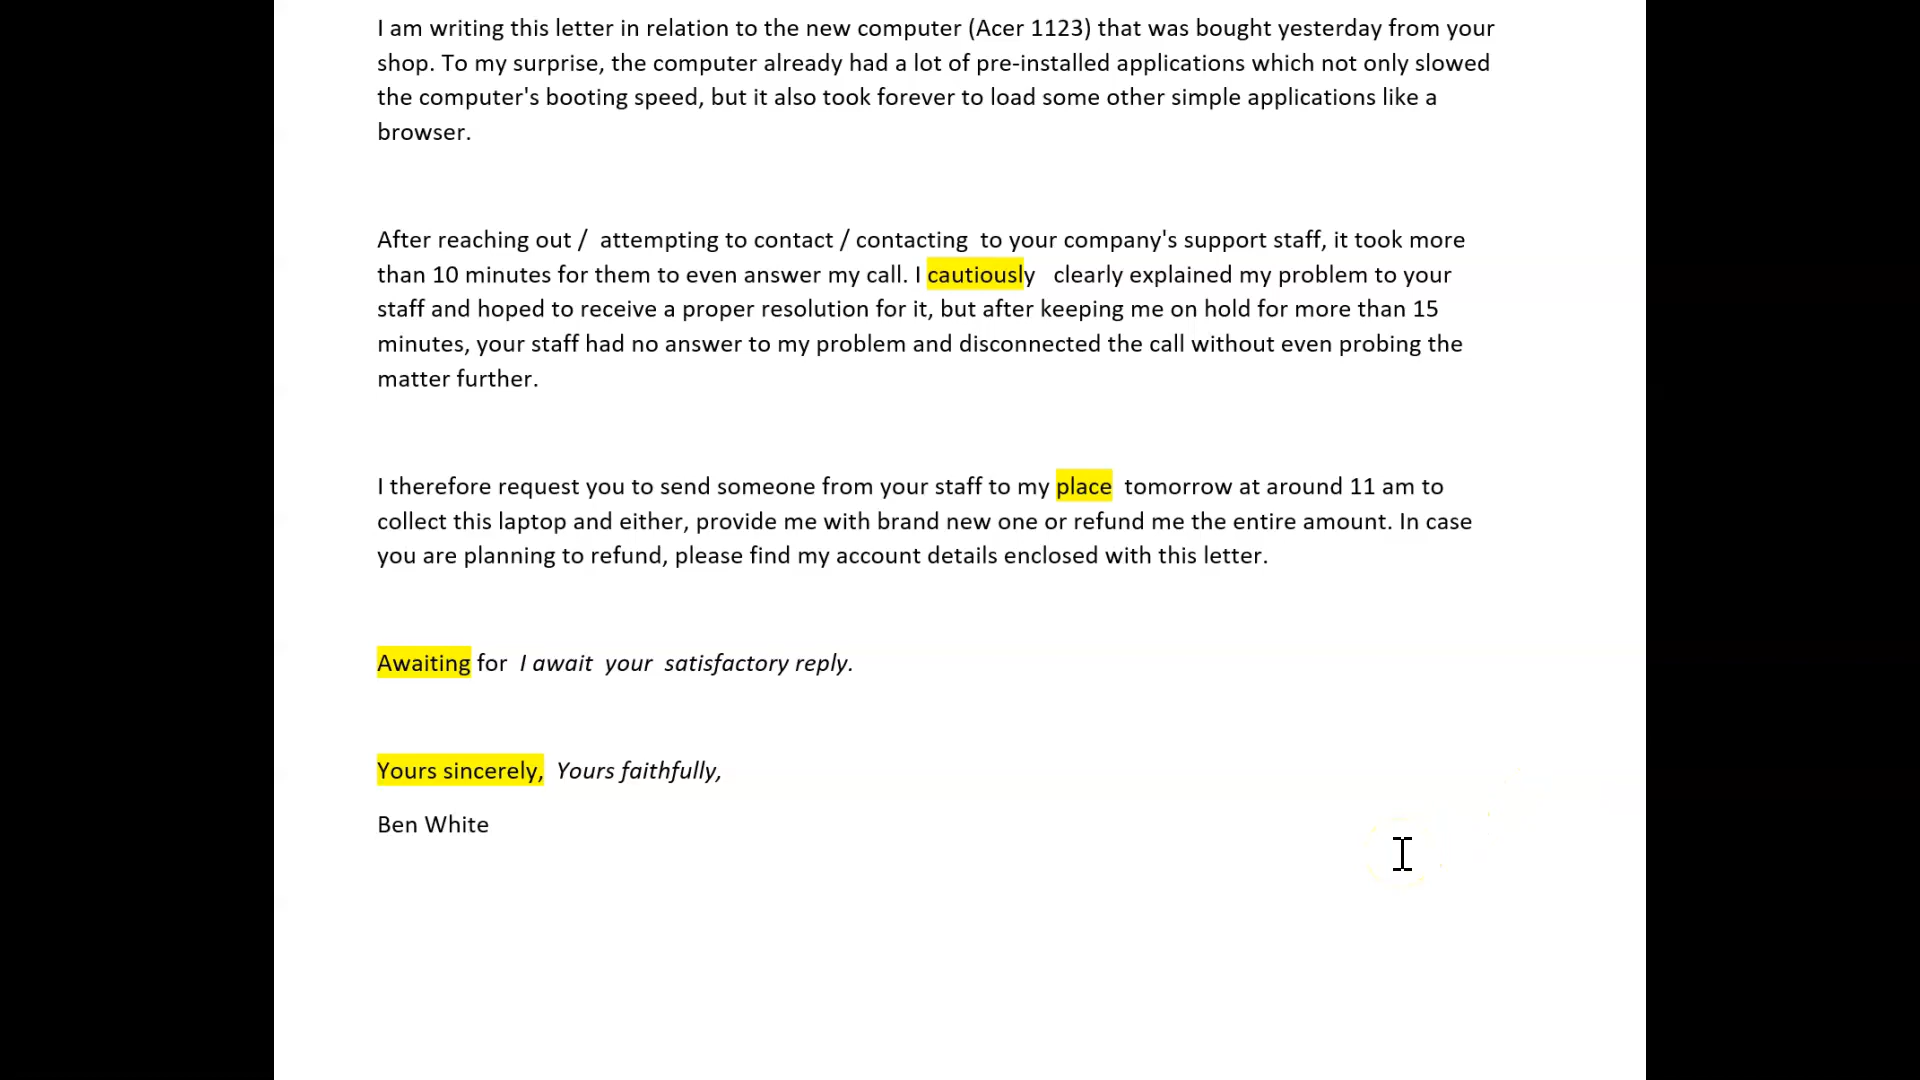 I am writing this letter in relation to the new computer (Acer 1123) that was bought yesterday from your
shop. To my surprise, the computer already had a lot of pre-installed applications which not only slowed
the computer's booting speed, but it also took forever to load some other simple applications like a
browser.
After reaching out / attempting to contact / contacting to your company's support staff, it took more
than 10 minutes for them to even answer my call. I cautiously clearly explained my problem to your
staff and hoped to receive a proper resolution for it, but after keeping me on hold for more than 15
minutes, your staff had no answer to my problem and disconnected the call without even probing the
matter further.
I therefore request you to send someone from your staff to my place tomorrow at around 11 am to
collect this laptop and either, provide me with brand new one or refund me the entire amount. In case
you are planning to refund, please find my account details enclosed with this letter.
Awaiting for I await your satisfactory reply.
Yours sincerely, Yours faithfully,
Ben White